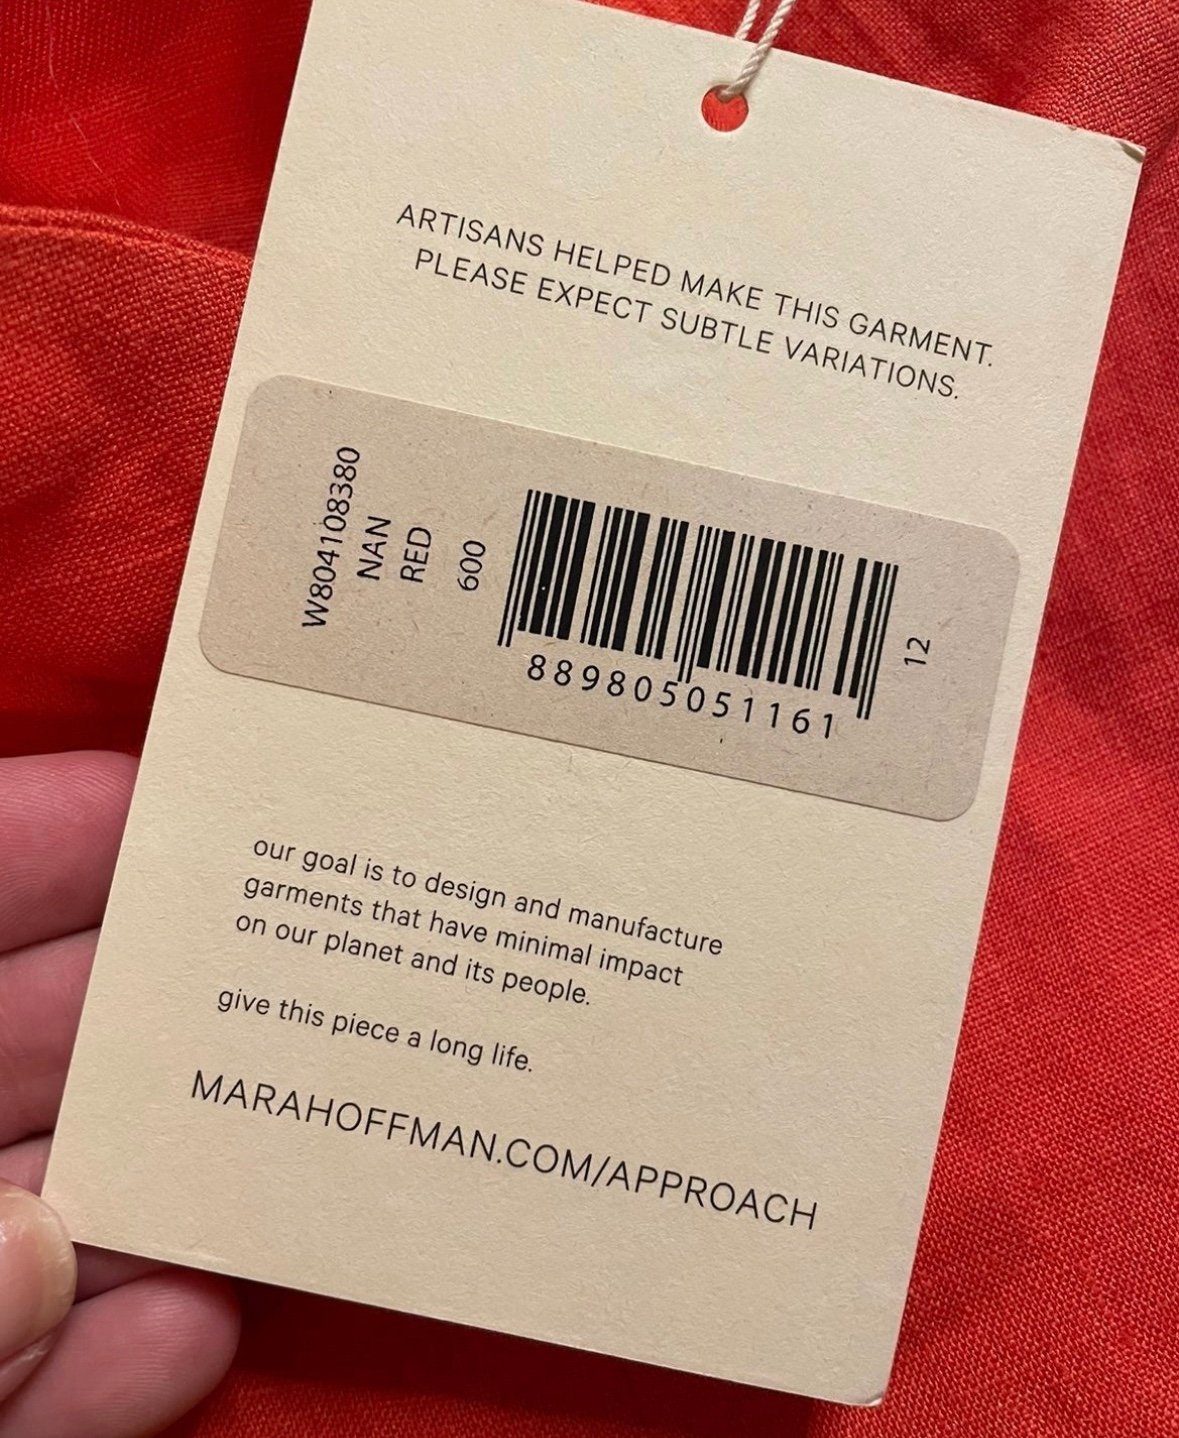 ARTISANS HELPED MAKE THIS GARMENT.
PLEASE EXPECT SUBTLE VARIATIONS.
W804108380
NAN
RED
600
889805051161
12
our goal is to design and manufacture
garments that have minimal impact
on our planet and its people.
give this piece a long life.
MARAHOFFMAN.COM/APPROACH